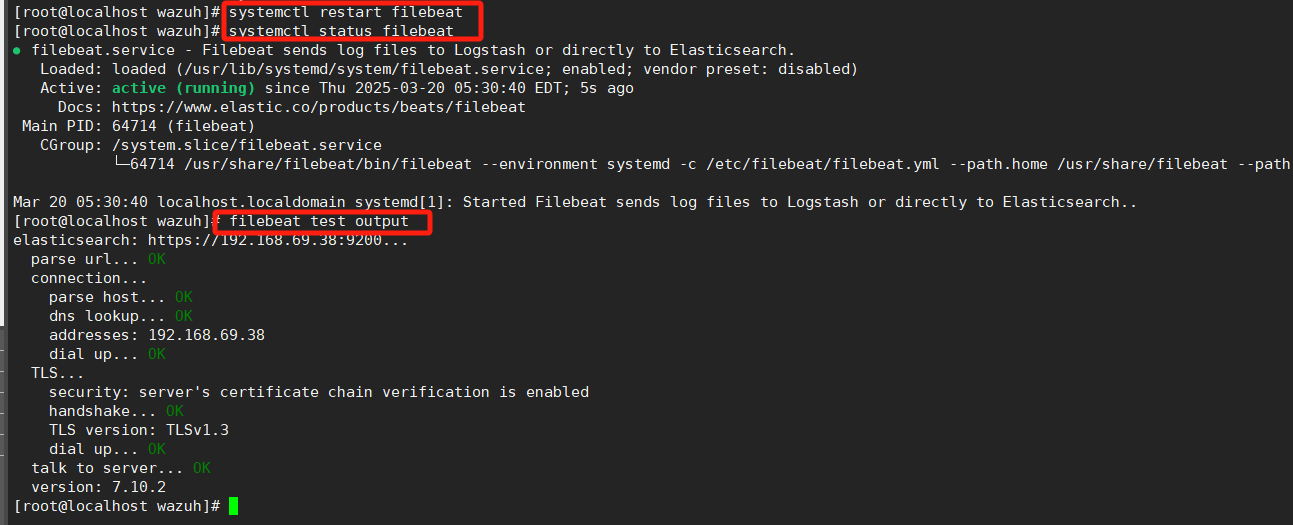 [root@localhost wazuh]# systemctl restart filebeat
[root@localhost wazuh]# systemctl status filebeat
● filebeat.service - Filebeat sends log files to Logstash or directly to Elasticsearch.
   Loaded: loaded (/usr/lib/systemd/system/filebeat.service; enabled; vendor preset: disabled)
   Active: active (running) since Thu 2025-03-20 05:30:40 EDT; 5s ago
     Docs: https://www.elastic.co/products/beats/filebeat
 Main PID: 64714 (filebeat)
   CGroup: /system.slice/filebeat.service
           └─64714 /usr/share/filebeat/bin/filebeat --environment systemd -c /etc/filebeat/filebeat.yml --path.home /usr/share/filebeat --path
Mar 20 05:30:40 localhost.localdomain systemd[1]: Started Filebeat sends log files to Logstash or directly to Elasticsearch..
[root@localhost wazuh]# filebeat test output
elasticsearch: https://192.168.69.38:9200...
  parse url... OK
  connection...
    parse host... OK
    dns lookup... OK
    addresses: 192.168.69.38
    dial up... OK
  TLS...
    security: server's certificate chain verification is enabled
    handshake... OK
    TLS version: TLSv1.3
    dial up... OK
  talk to server... OK
  version: 7.10.2
[root@localhost wazuh]#